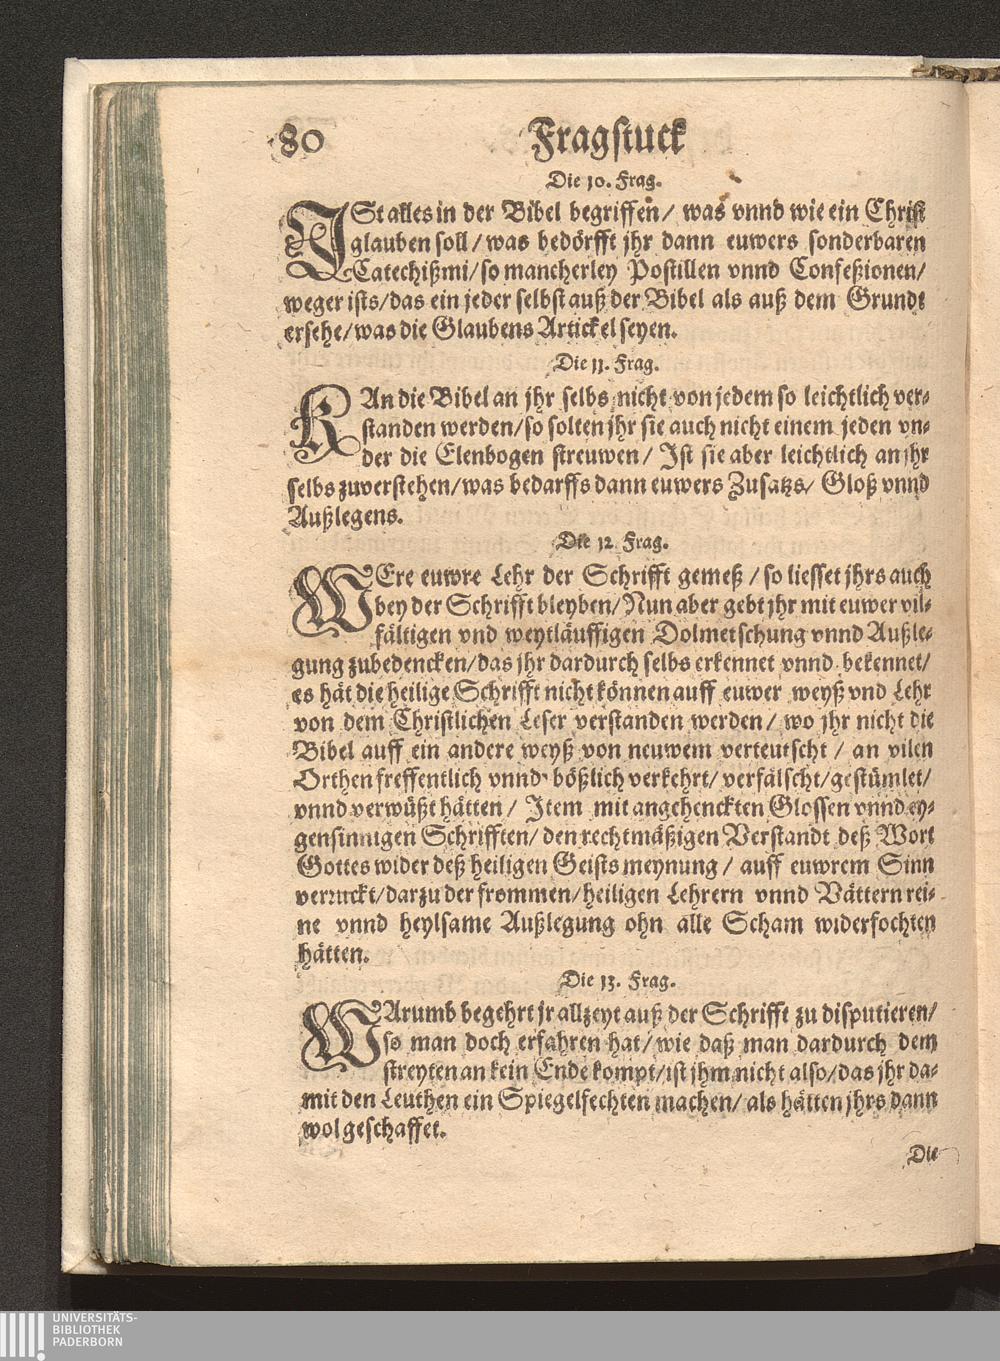 80 Fragstuck
Die 10. Frag.
ISt alles in der Bibel begriffen/ was vnnd wie ein Christ
glauben soll/ was bedörfft jhr dann euwers sonderbaren
Catechißmi/ so mancherley Postillen vnnd Confeßionen/
weger ists/ das ein jeder selbst auß der Bibel als auß dem Grundt
ersehe/ was die Glaubens Artickel seyen.
Die 11. Frag.
KAn die Bibel an jhr selbs nicht von jedem so leichtlich ver-
standen werden/ so solten jhr sie auch nicht einem jeden vn-
der die Elenbogen streuwen/ Ist sie aber leichtlich an jhr
selbs zuverstehen/ was bedarffs dann euwers Zusatzs/ Gloß vnnd
Außlegens.
Die 12. Frag.
WEre euwre Lehr der Schrifft gemeß/ so liesset jhrs auch
bey der Schrifft bleyben/ Nun aber gebt jhr mit euwer vil-
fältigen vnd weytläuffigen Dolmetschung vnnd Außle-
gung zubedencken/ das jhr dardurch selbs erkennet vnnd bekennet/
es hät die heilige Schrifft nicht können auff euwer weyß vnd Lehr
von dem Christlichen Leser verstanden werden/ wo jhr nicht die
Bibel auff ein andere weyß von neuwem verteutscht/ an vilen
Orthen freffentlich vnnd bößlich verkehrt/ verfälscht/ gestümlet/
vnnd verwüßt hätten/ Item mit angehenckten Glossen vnnd ey-
gensinnigen Schrifften/ den rechtmäßigen Verstandt deß Wort
Gottes wider deß heiligen Geists meynung/ auff euwrem Sinn
verruckt/ darzu der frommen/ heiligen Lehrern vnnd Vättern rei-
ne vnnd heylsame Außlegung ohn alle Scham widerfochten
hätten.
Die 13. Frag.
WArumb begehrt jr allzeyt auß der Schrifft zu disputieren/
so man doch erfahren hat/ wie daß man dardurch dem
streyten an kein Ende kompt/ ist jhm nicht also/ das jhr da-
mit den Leuthen ein Spiegelfechten machen/ als hätten jhrs dann
wol geschaffet.
Die
UNIVERSITÄTS-
BIBLIOTHEK
PADERBORN